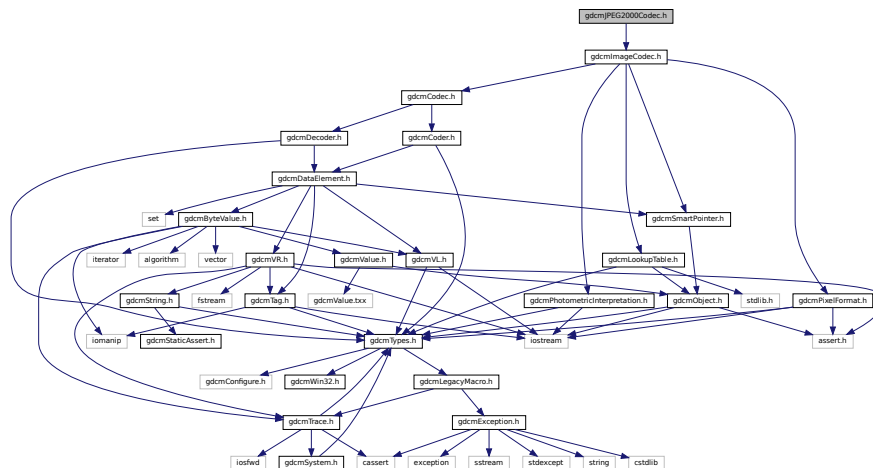 gdcmJPEG2000Codec.h
gdcmImageCodec.h
gdcmCodec.h
gdcmDecoder.h
gdcmCoder.h
gdcmDataElement.h
set
gdcmByteValue.h
gdcmSmartPointer.h
iterator
algorithm
vector
gdcmVR.h
gdcmValue.h
gdcmVL.h
gdcmLookupTable.h
gdcmString.h
fstream
gdcmTag.h
gdcmValue.txx
gdcmPhotometricInterpretation.h
gdcmObject.h
stdlib.h
gdcmPixelFormat.h
iomanip
gdcmStaticAssert.h
gdcmTypes.h
iostream
assert.h
gdcmConfigure.h
gdcmWin32.h
gdcmLegacyMacro.h
gdcmTrace.h
gdcmException.h
iosfwd
gdcmSystem.h
cassert
exception
sstream
stdexcept
string
cstdlib